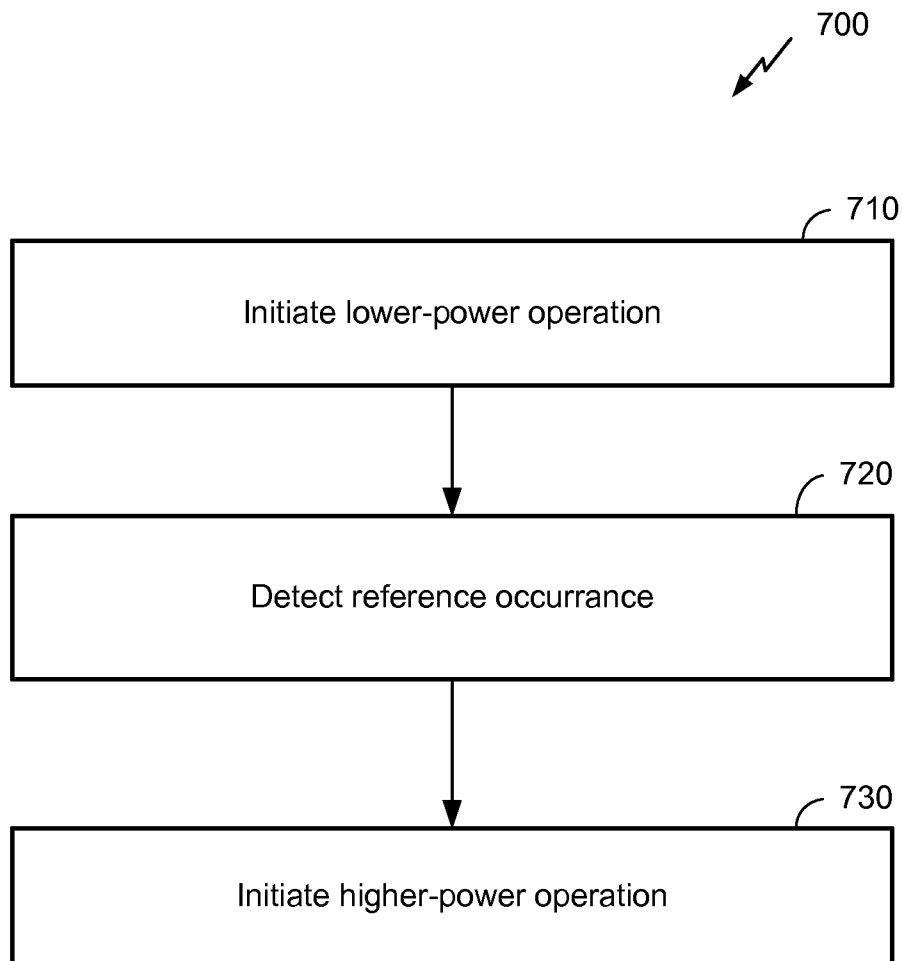 700
710
Initiate lower-power operation
720
Detect reference occurrance
730
Initiate higher-power operation